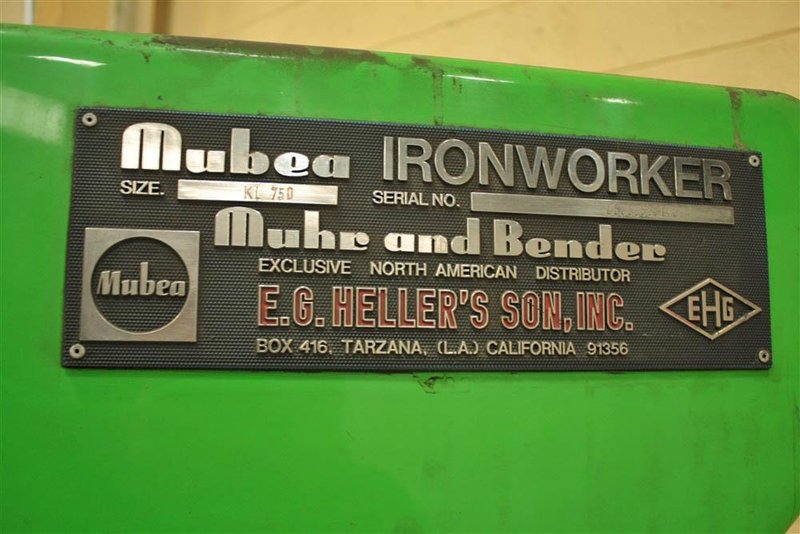 Mubea IRONWORKER
SIZE. KL 750 SERIAL NO.
Muhr and Bender
Mubea
EXCLUSIVE NORTH AMERICAN DISTRIBUTOR
E.G. HELLER'S SON, INC.
EHG
BOX 416, TARZANA, (L.A.) CALIFORNIA 91356